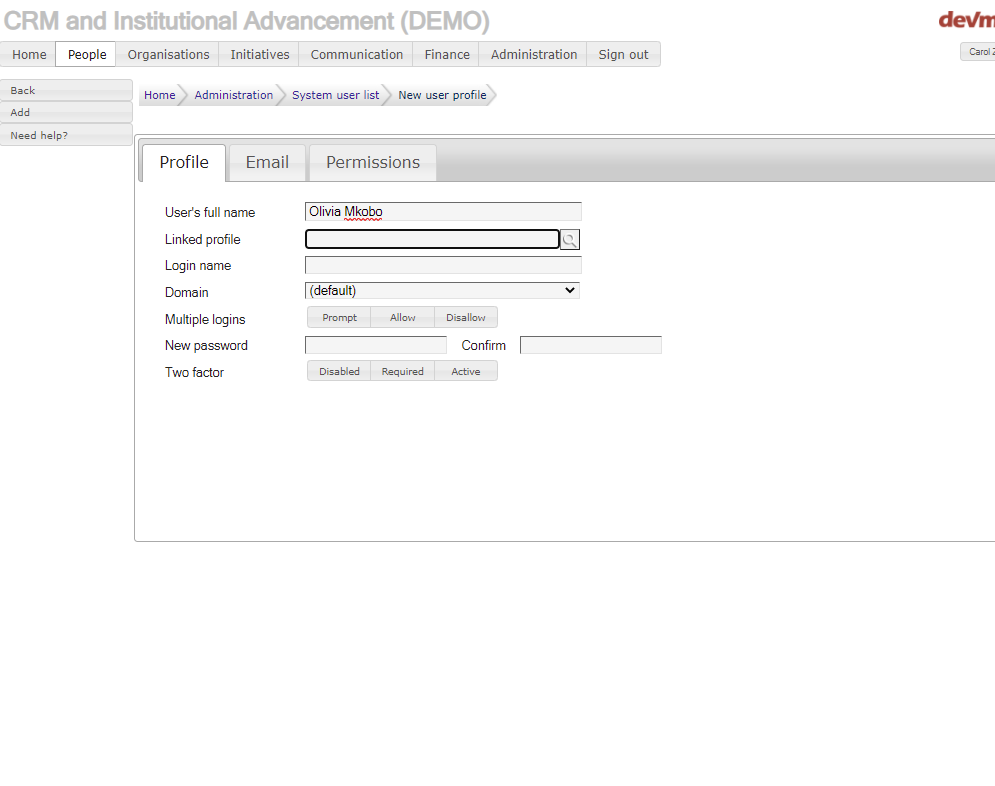 CRM and Institutional Advancement (DEMO)
devm
Home People Organisations Initiatives Communication Finance Administration Sign out
Carol
Back
Add
Need help?
Home Administration System user list New user profile
Profile Email Permissions
User's full name Olivia Mkobo
Linked profile
Login name
Domain (default)
Multiple logins Prompt Allow Disallow
New password Confirm
Two factor Disabled Required Active